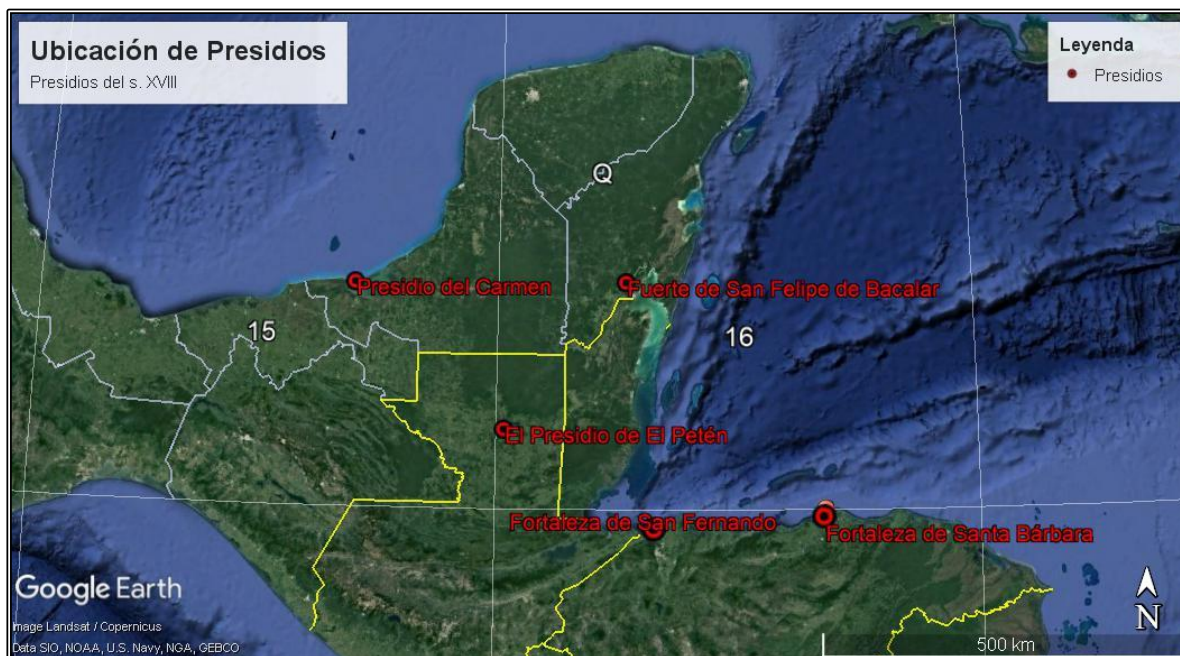 Ubicación de Presidios
Presidios del s. XVIII
Leyenda
Presidios
Q
Presidio del Carmen
Fuerte de San Felipe de Bacalar
15
16
El Presidio de El Petén
Fortaleza de San Fernando
Fortaleza de Santa Bárbara
Google Earth
Image Landsat / Copernicus
Data SIO, NOAA, U.S. Navy, NGA, GEBCO
N
500 km